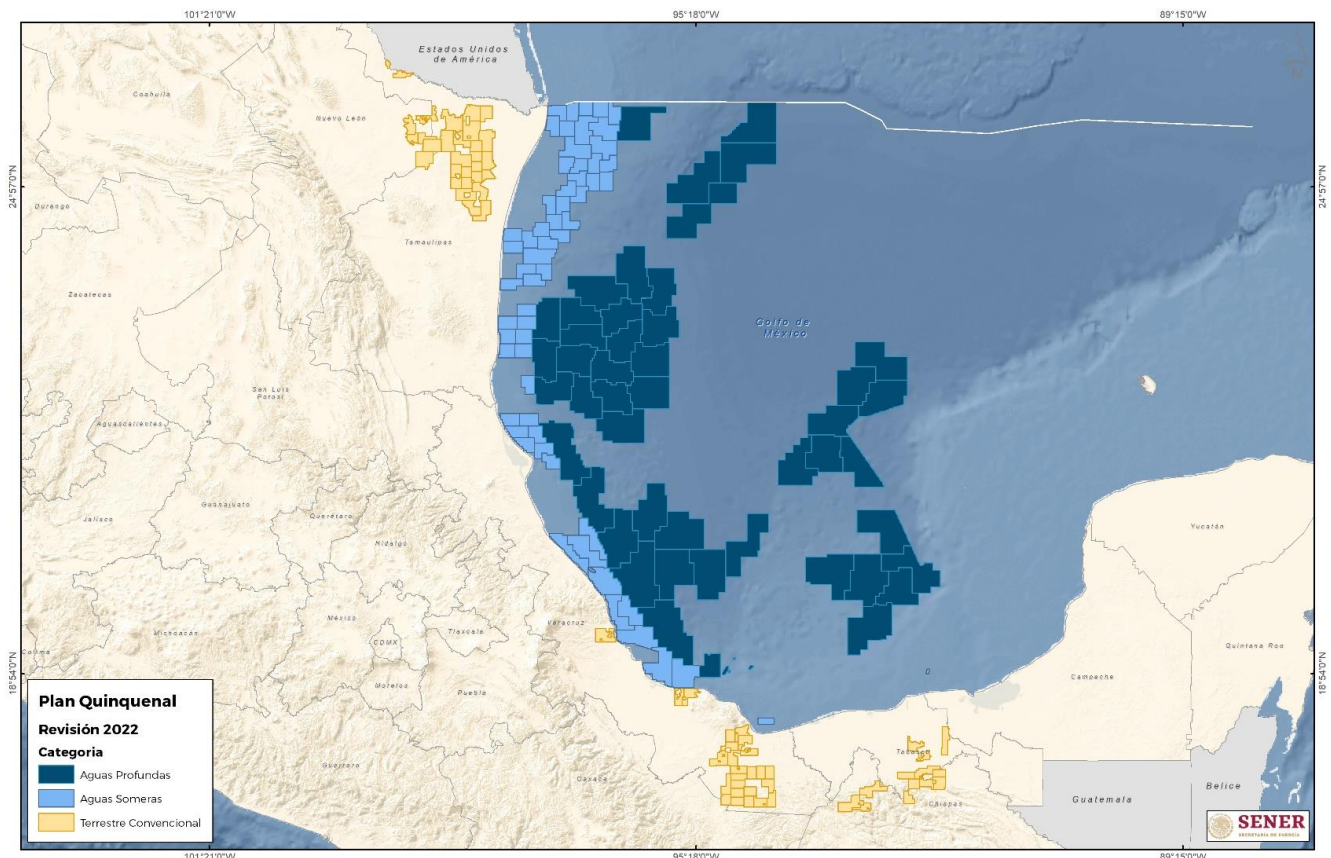 101°21'0"W 95°18'0"W 89°15'0"W
Estados Unidos
de América
Coahuila
Nuevo León
24°57'0"N 24°57'0"N
Durango
Tamaulipas
Zacatecas
Golfo de
México
San Luis
Potosí
Aguascalientes
Guanajuato
Querétaro
Jalisco
Hidalgo
Yucatán
México
Tlaxcala
Veracruz
Michoacán
CDMX
Colima
Quintana Roo
18°54'0"N 18°54'0"N
Morelos
Puebla
Campeche
Guerrero
Oaxaca
Tabasco
Chiapas
Guatemala
Belice
Plan Quinquenal
Revisión 2022
Categoria
Aguas Profundas
Aguas Someras
Terrestre Convencional
SENER
SECRETARÍA DE ENERGÍA
101°21'0"W 95°18'0"W 89°15'0"W